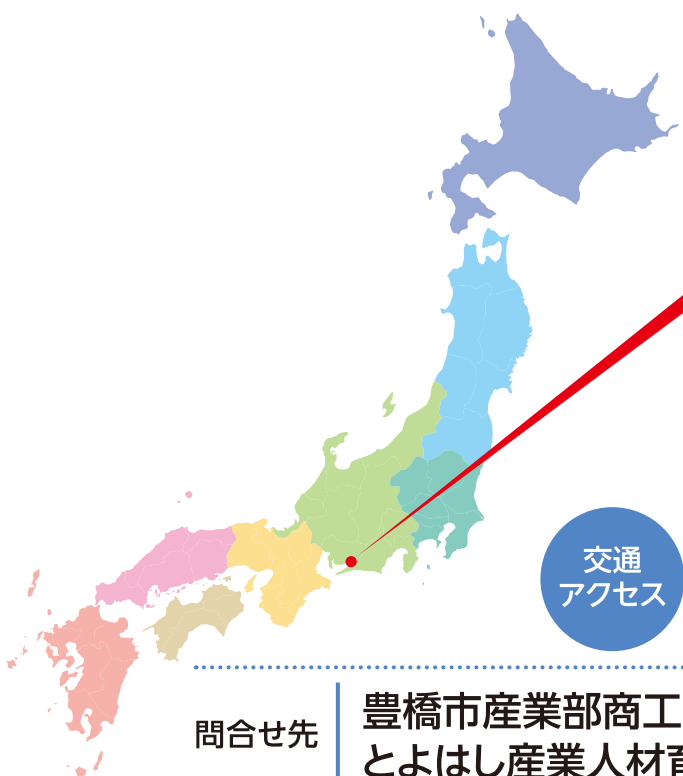 交通
アクセス
問合せ先
豊橋市産業部商工
とよはし産業人材育